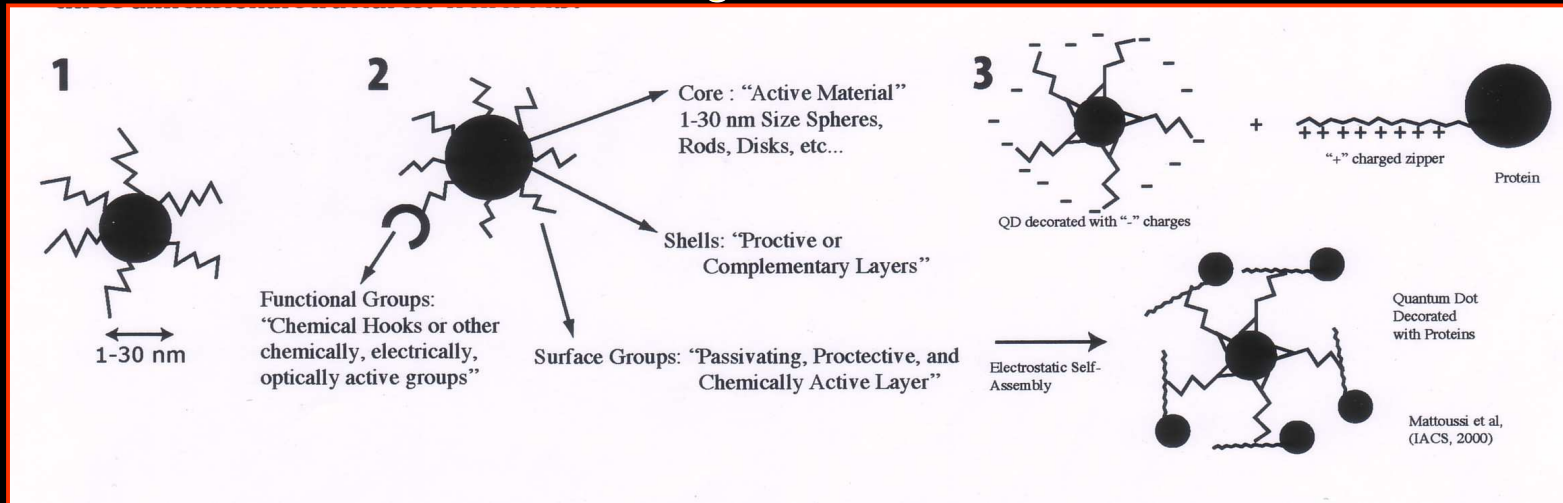 1
1-30 nm
2
Core : “Active Material”
1-30 nm Size Spheres,
Rods, Disks, etc...
Shells: “Proctive or
Complementary Layers”
Functional Groups:
“Chemical Hooks or other
chemically, electrically,
optically active groups”
Surface Groups: “Passivating, Proctective, and
Chemically Active Layer”
3
- - - - - - - - - - - - - - - -
QD decorated with “-” charges
+
+ + + + + + + +
“+” charged zipper
Protein
Electrostatic Self-
Assembly
Quantum Dot
Decorated
with Proteins
Mattoussi et al,
(IACS, 2000)